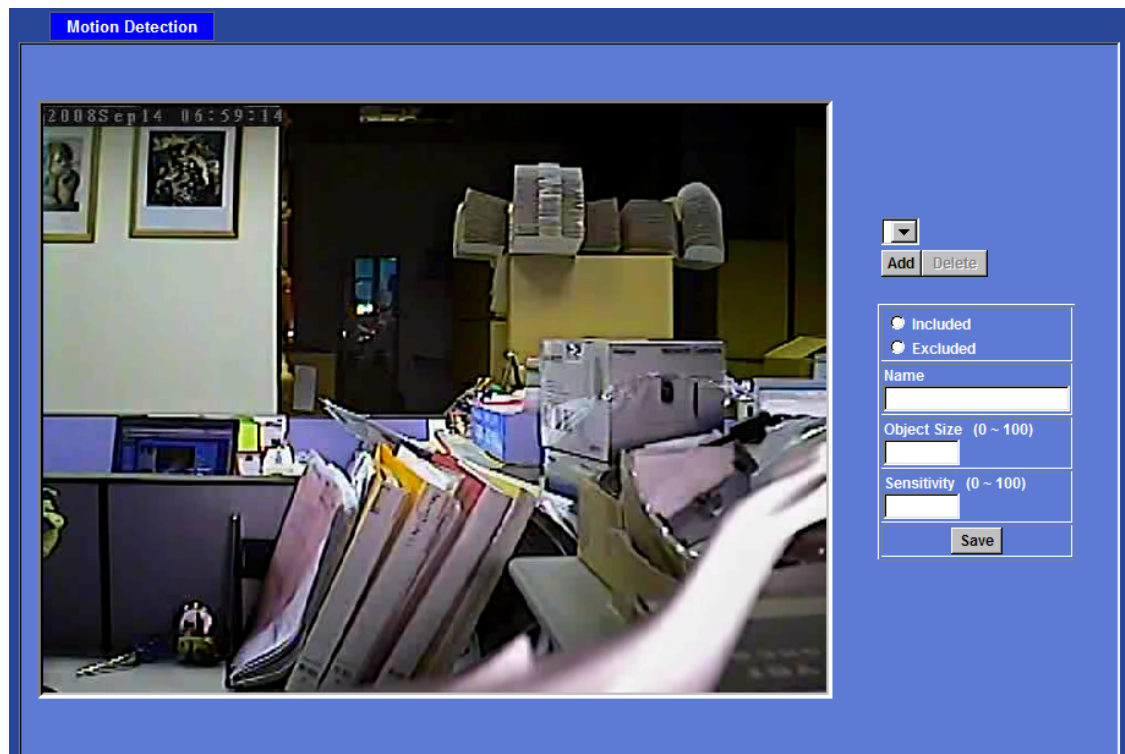 Motion Detection
2008Sep14 06:59:14
Add Delete
Included
Excluded
Name
Object Size (0 ~ 100)
Sensitivity (0 ~ 100)
Save